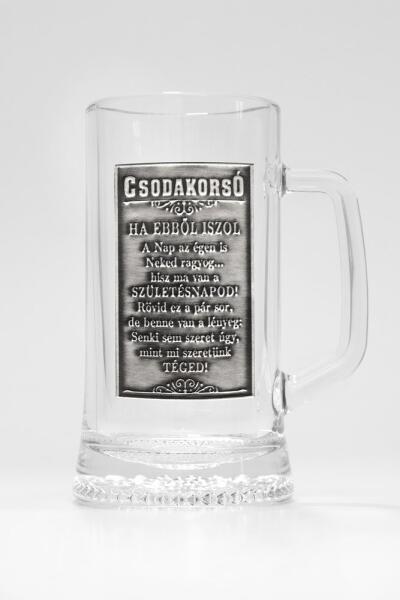 CSODAKORSÓ
HA EBBŐL ISZOL
A Nap az égen is
Neked ragyog...
hisz ma van a
SZÜLETÉSNAPOD!
Rövid ez a pár sor,
de benne van a lényeg:
Senki sem szeret úgy,
mint mi szeretünk
TÉGED!